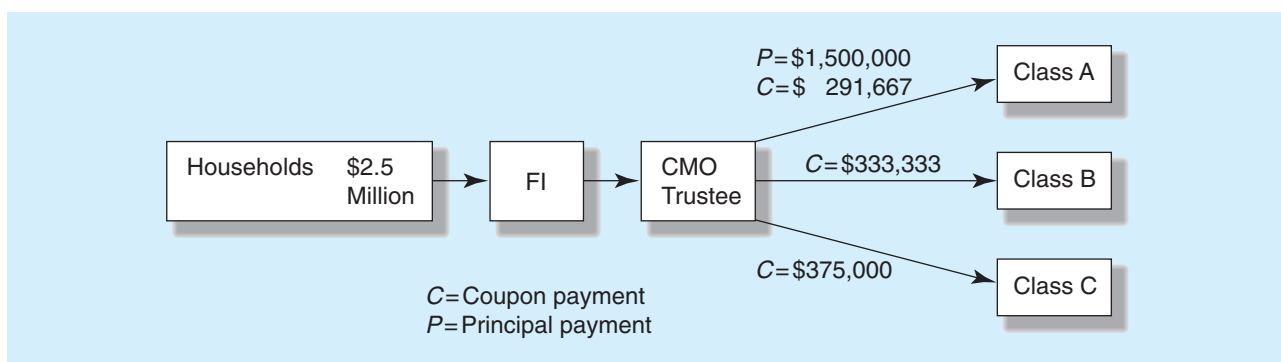 P=$1,500,000
C=$ 291,667
Class A
Households $2.5
Million
FI
CMO
Trustee
C=$333,333
Class B
C=$375,000
Class C
C=Coupon payment
P=Principal payment